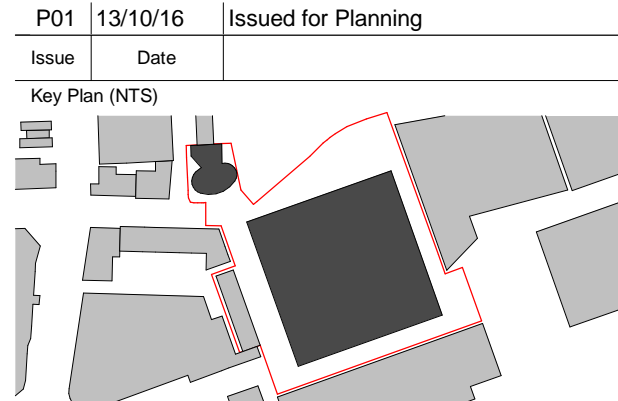 P01 13/10/16 Issued for Planning
Issue Date
Key Plan (NTS)